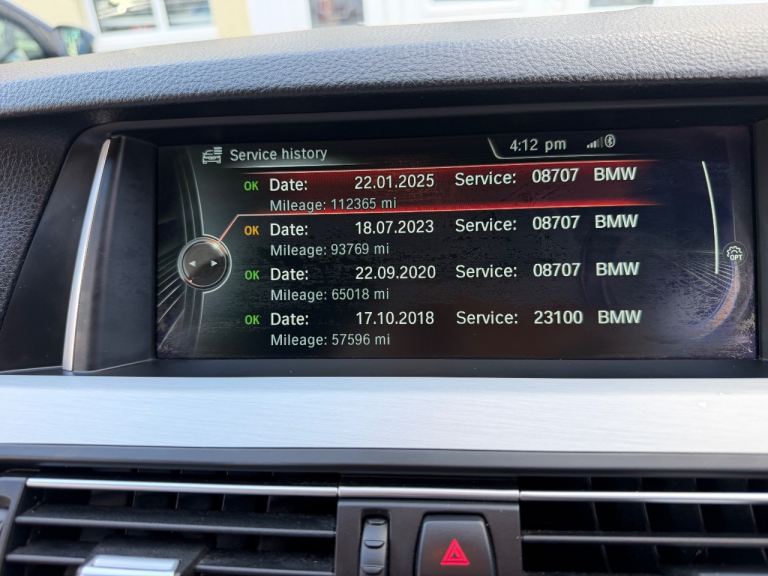 Service history 4:12 pm
OK Date: 22.01.2025 Service: 08707 BMW
Mileage: 112365 mi
OK Date: 18.07.2023 Service: 08707 BMW
Mileage: 93769 mi
OK Date: 22.09.2020 Service: 08707 BMW
Mileage: 65018 mi
OK Date: 17.10.2018 Service: 23100 BMW
Mileage: 57596 mi
OPT